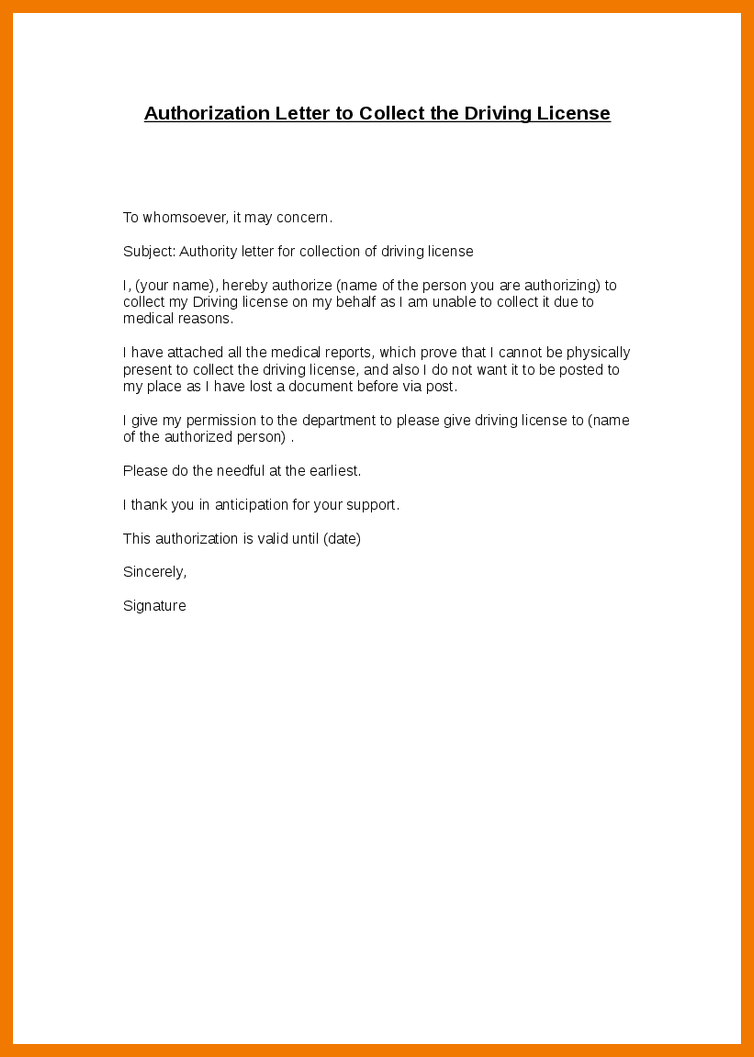 Authorization Letter to Collect the Driving License
To whomsoever, it may concern.
Subject: Authority letter for collection of driving license
I, (your name), hereby authorize (name of the person you are authorizing) to
collect my Driving license on my behalf as I am unable to collect it due to
medical reasons.
I have attached all the medical reports, which prove that I cannot be physically
present to collect the driving license, and also I do not want it to be posted to
my place as I have lost a document before via post.
I give my permission to the department to please give driving license to (name
of the authorized person) .
Please do the needful at the earliest.
I thank you in anticipation for your support.
This authorization is valid until (date)
Sincerely,
Signature